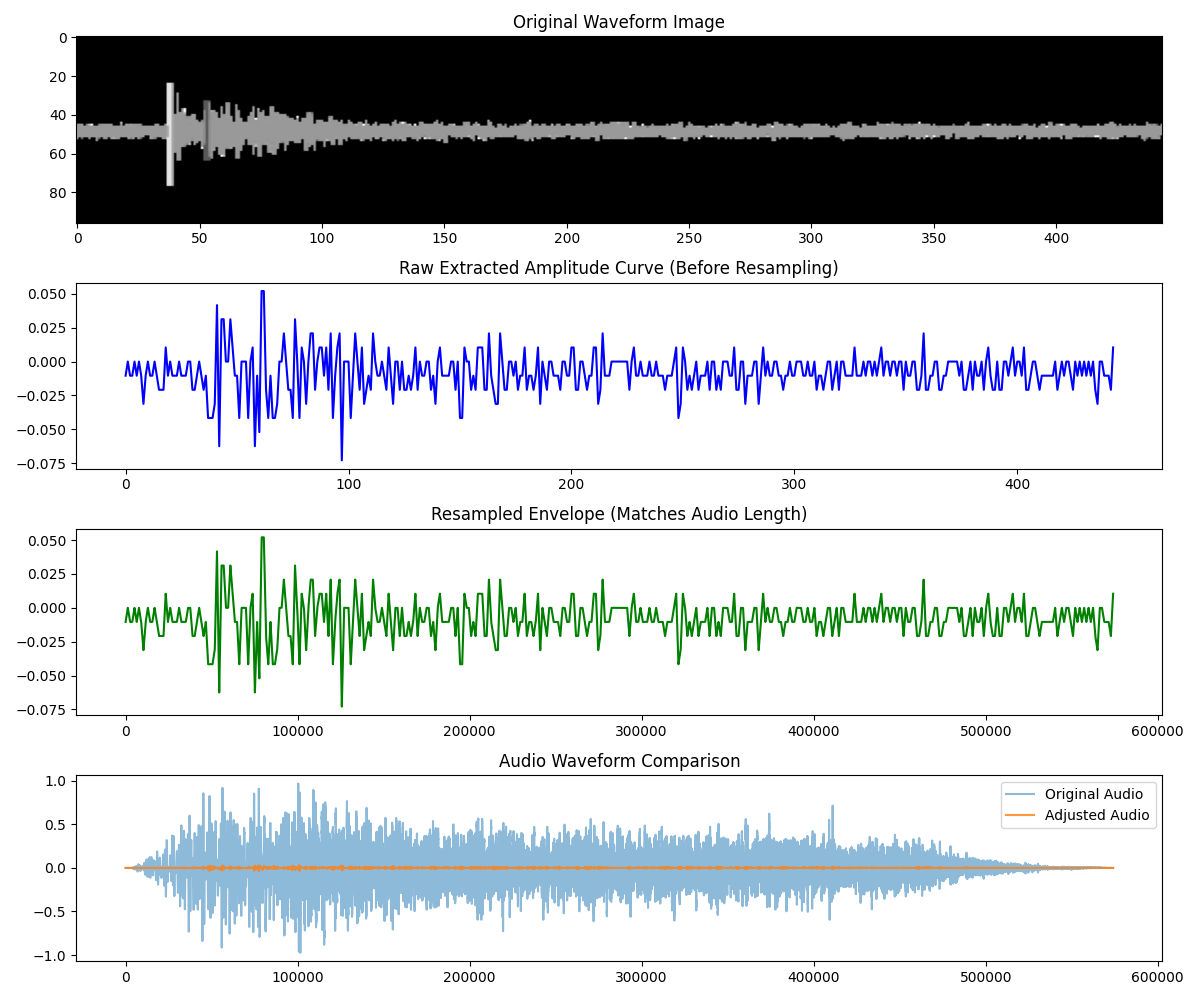 Original Waveform Image
0
20
40
60
80
0 50 100 150 200 250 300 350 400
Raw Extracted Amplitude Curve (Before Resampling)
0.050
0.025
0.000
−0.025
−0.050
−0.075
0 100 200 300 400
Resampled Envelope (Matches Audio Length)
0.050
0.025
0.000
−0.025
−0.050
−0.075
0 100000 200000 300000 400000 500000 600000
Audio Waveform Comparison
1.0
0.5
0.0
−0.5
−1.0
Original Audio
Adjusted Audio
0 100000 200000 300000 400000 500000 600000